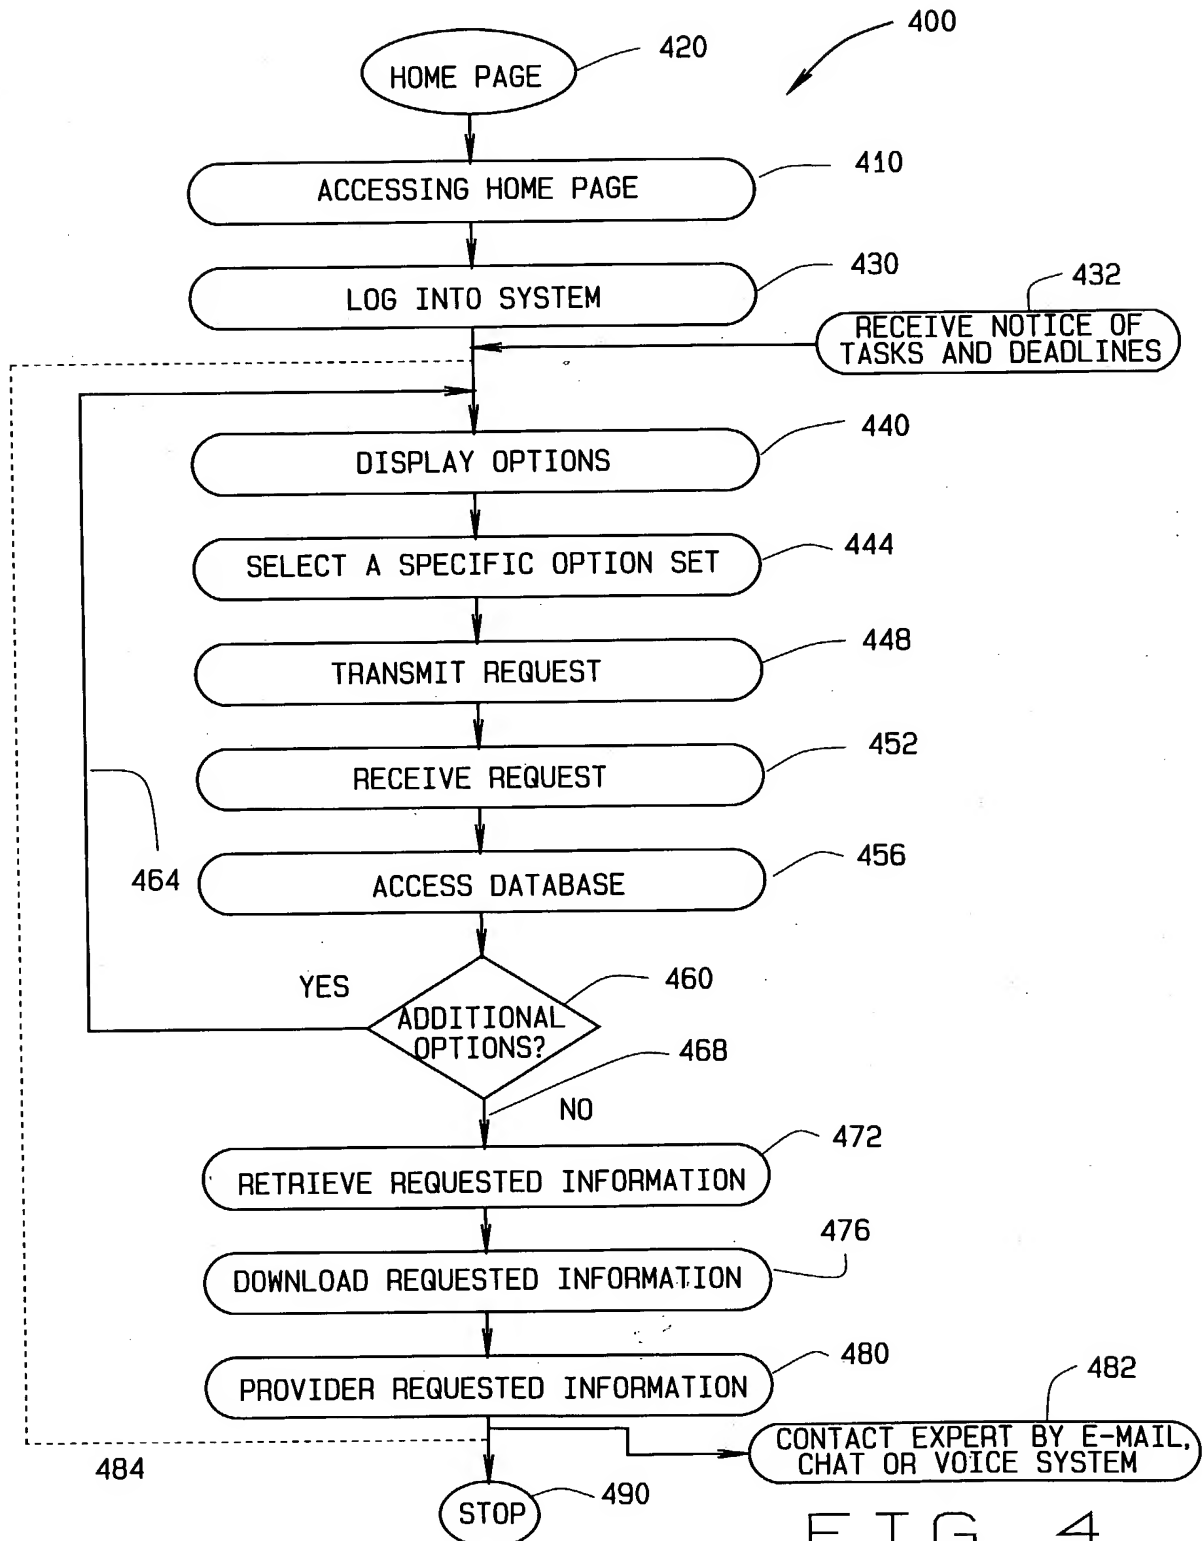 400
HOME PAGE
420
ACCESSING HOME PAGE
410
LOG INTO SYSTEM
430
432
RECEIVE NOTICE OF
TASKS AND DEADLINES
DISPLAY OPTIONS
440
SELECT A SPECIFIC OPTION SET
444
TRANSMIT REQUEST
448
RECEIVE REQUEST
452
464
ACCESS DATABASE
456
YES
ADDITIONAL
OPTIONS?
460
468
NO
RETRIEVE REQUESTED INFORMATION
472
DOWNLOAD REQUESTED INFORMATION
476
PROVIDER REQUESTED INFORMATION
480
482
CONTACT EXPERT BY E-MAIL,
CHAT OR VOICE SYSTEM
484
STOP
490
FIG. 4